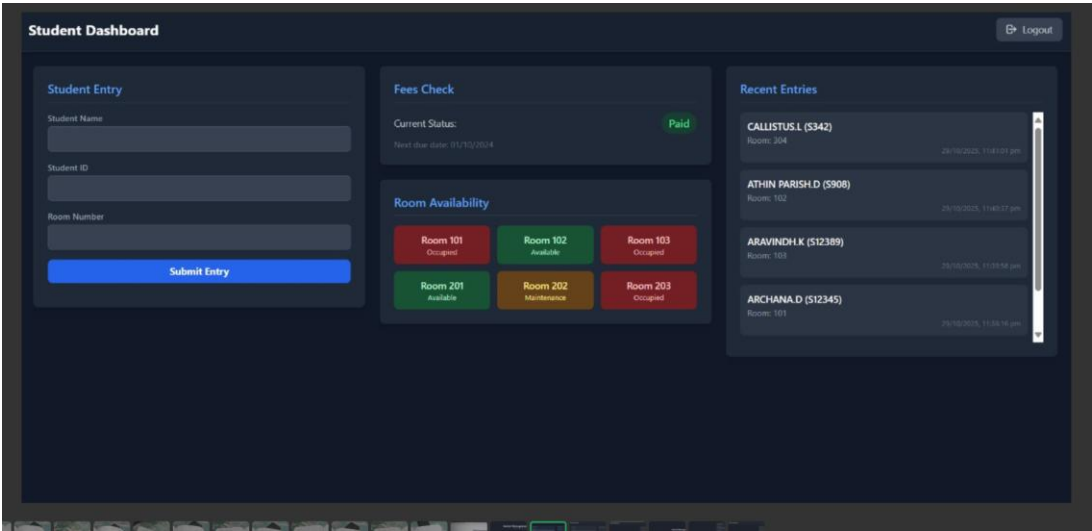 Student Dashboard
Logout
Student Entry
Student Name
Student ID
Room Number
Submit Entry
Fees Check
Current Status:
Paid
Next due date: 01/10/2024
Room Availability
Room 101
Occupied
Room 102
Available
Room 103
Occupied
Room 201
Available
Room 202
Maintenance
Room 203
Occupied
Recent Entries
CALLISTUS.L (S342)
Room: 304
ATHIN PARISH.D (S908)
Room: 102
ARAVINDH.K (S12389)
Room: 103
ARCHANA.D (S12345)
Room: 101